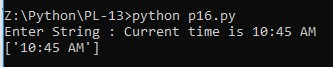 Z:\Python\PL-13>python p16.py
Enter String : Current time is 10:45 AM
['10:45 AM']